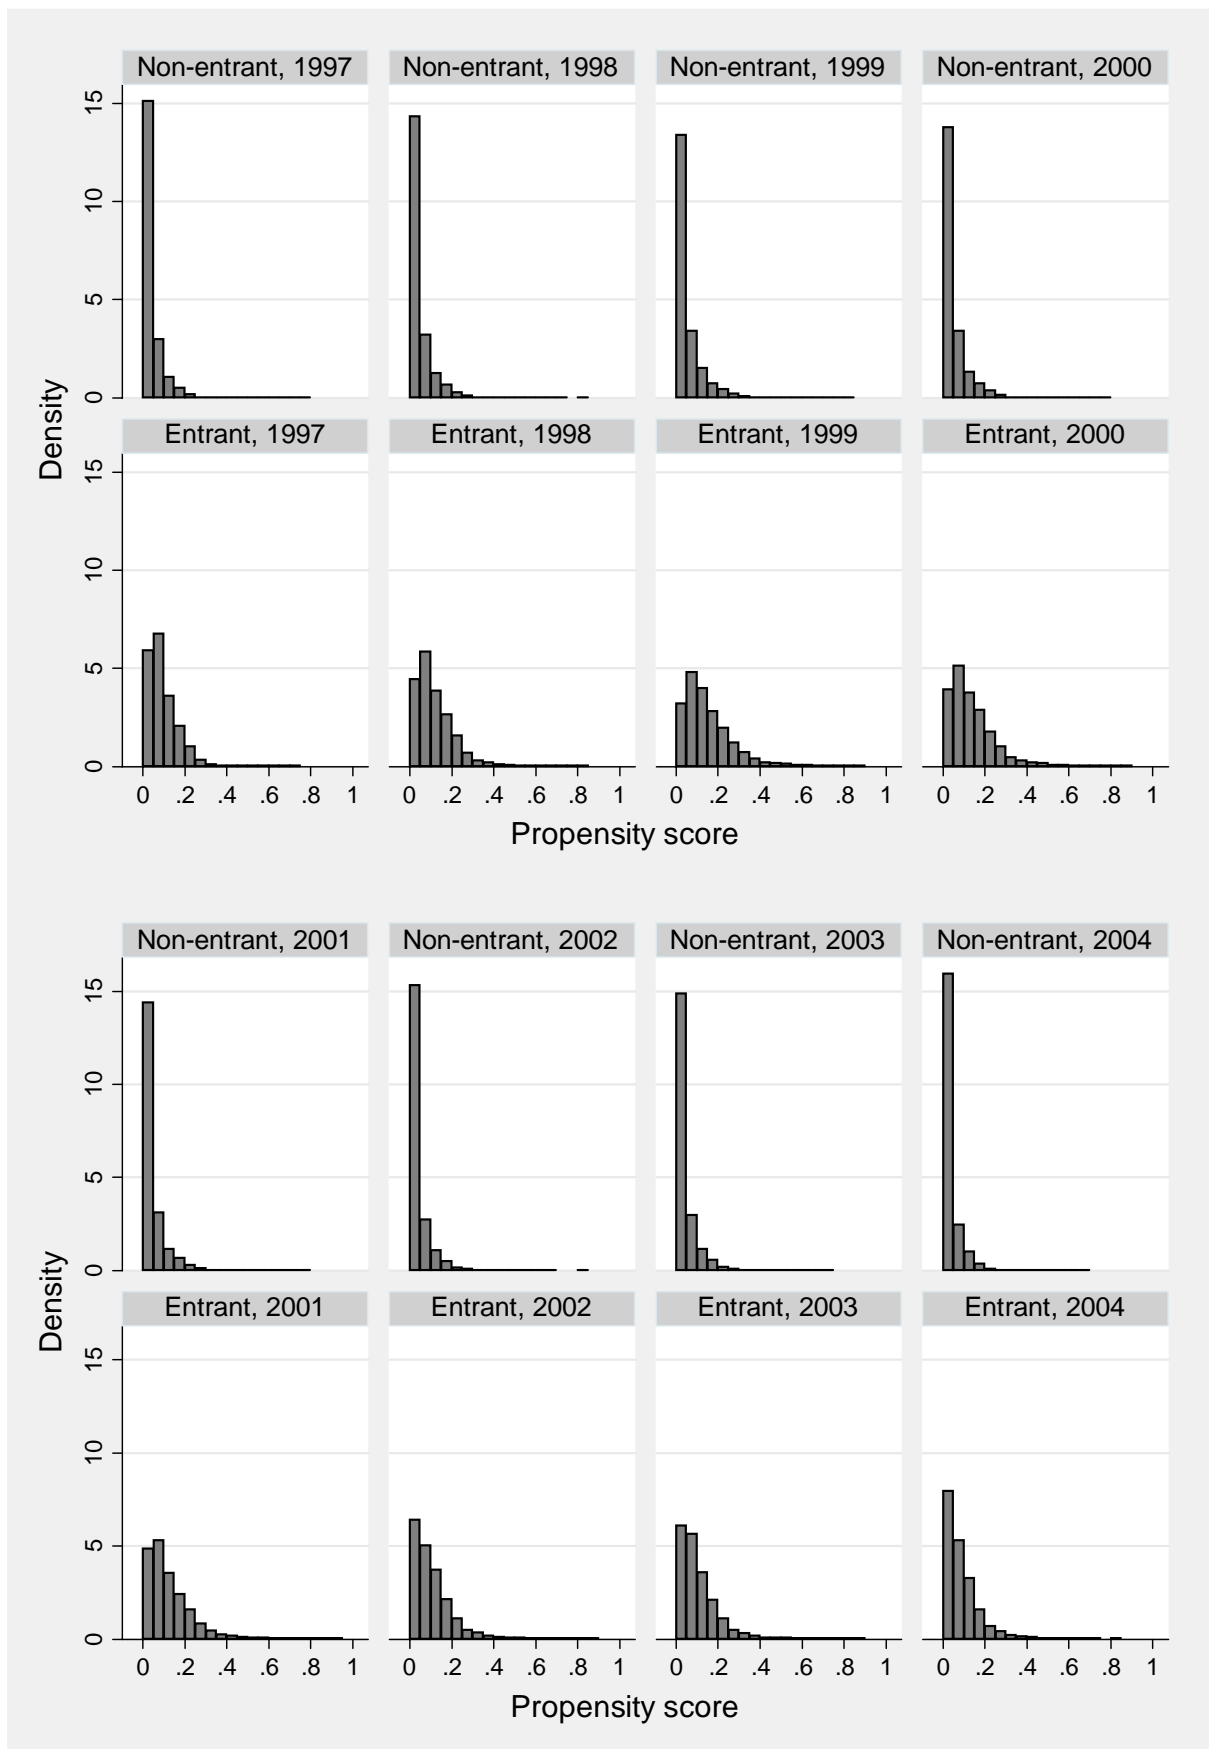 Non-entrant, 1997 Non-entrant, 1998 Non-entrant, 1999 Non-entrant, 2000
15
10
5
0
Density
Entrant, 1997 Entrant, 1998 Entrant, 1999 Entrant, 2000
15
10
5
0
0 .2 .4 .6 .8 1 0 .2 .4 .6 .8 1 0 .2 .4 .6 .8 1 0 .2 .4 .6 .8 1
Propensity score
Non-entrant, 2001 Non-entrant, 2002 Non-entrant, 2003 Non-entrant, 2004
15
10
5
0
Density
Entrant, 2001 Entrant, 2002 Entrant, 2003 Entrant, 2004
15
10
5
0
0 .2 .4 .6 .8 1 0 .2 .4 .6 .8 1 0 .2 .4 .6 .8 1 0 .2 .4 .6 .8 1
Propensity score